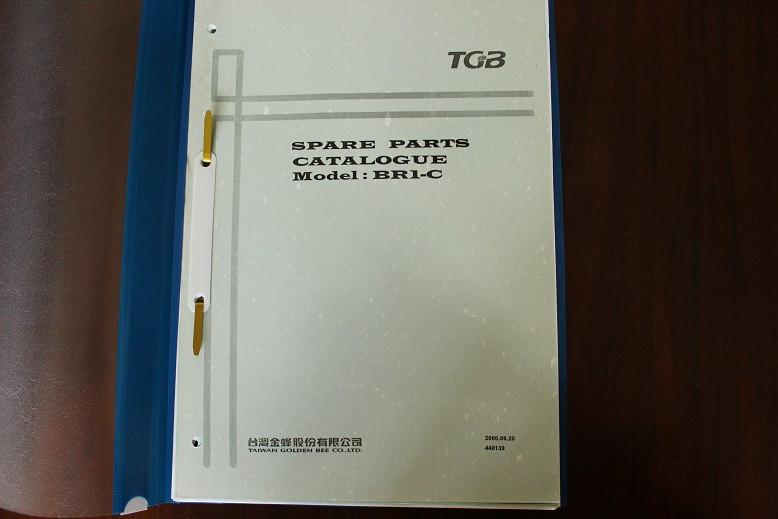 TGB
SPARE PARTS
CATALOGUE
Model : BR1-C
台灣金蜂股份有限公司
TAIWAN GOLDEN BEE CO.,LTD.
2000.09.20
440139